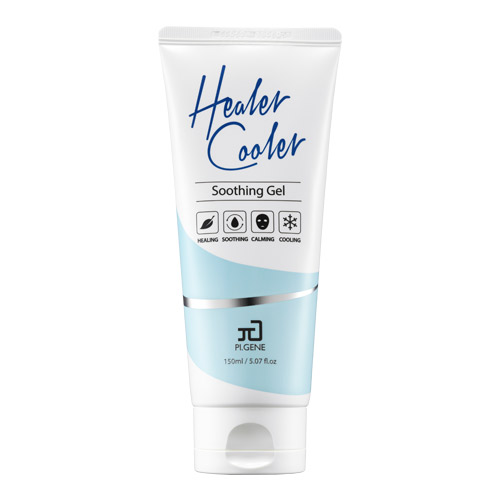 Healer
Cooler
Soothing Gel
HEALING SOOTHING CALMING COOLING
PI.GENE
150ml / 5.07 fl.oz